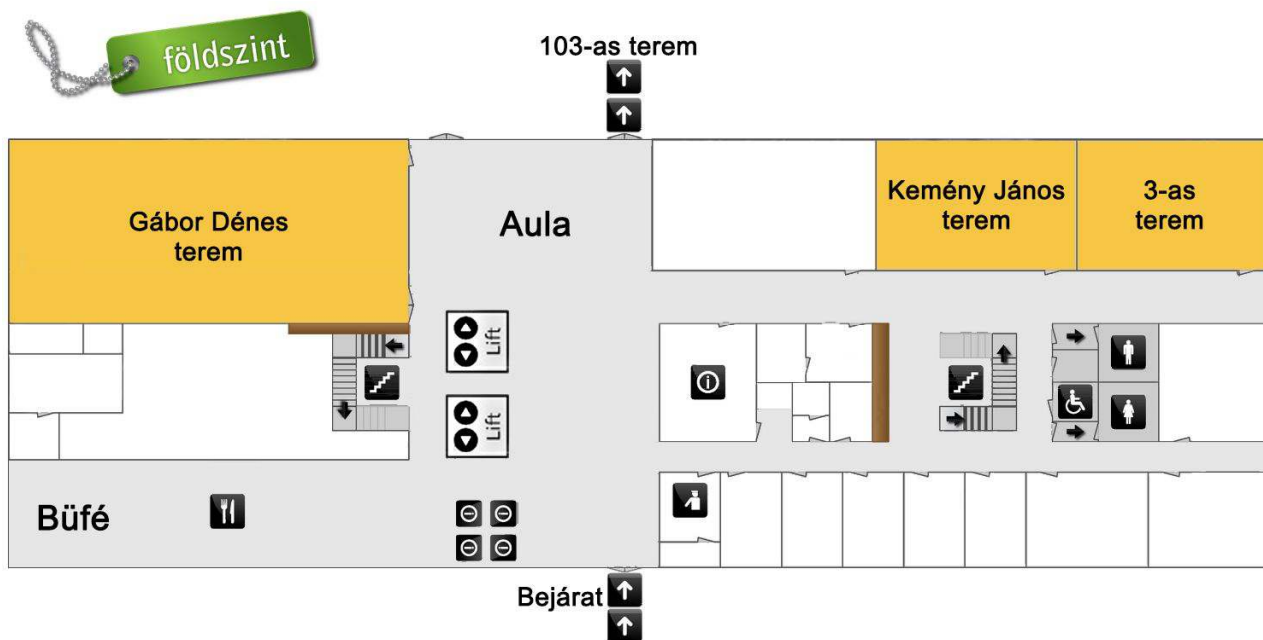 földszint
103-as terem
Gábor Dénes
terem
Aula
Kemény János
terem
3-as
terem
Lift
Lift
Büfé
Bejárat